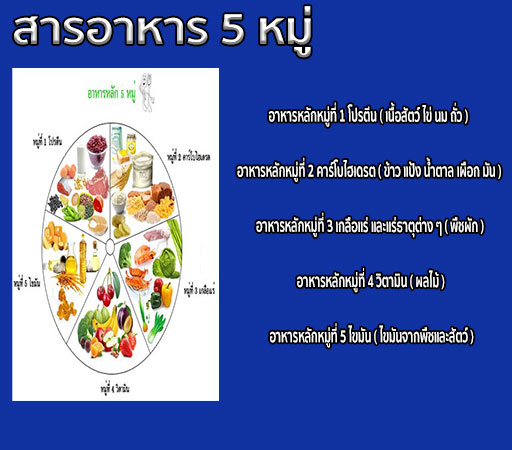 สารอาหาร 5 หมู่
อาหารหลัก 5 หมู่
หมู่ที่ 1 โปรตีน
หมู่ที่ 2 คาร์โบไฮเดรต
หมู่ที่ 5 ไขมัน
หมู่ที่ 3 เกลือแร่
หมู่ที่ 4 วิตามิน
อาหารหลักหมู่ที่ 1 โปรตีน ( เนื้อสัตว์ ไข่ นม ถั่ว )
อาหารหลักหมู่ที่ 2 คาร์โบไฮเดรต ( ข้าว แป้ง น้ำตาล เผือก มัน )
อาหารหลักหมู่ที่ 3 เกลือแร่ และแร่ธาตุต่าง ๆ ( พืชผัก )
อาหารหลักหมู่ที่ 4 วิตามิน ( ผลไม้ )
อาหารหลักหมู่ที่ 5 ไขมัน ( ไขมันจากพืชและสัตว์ )